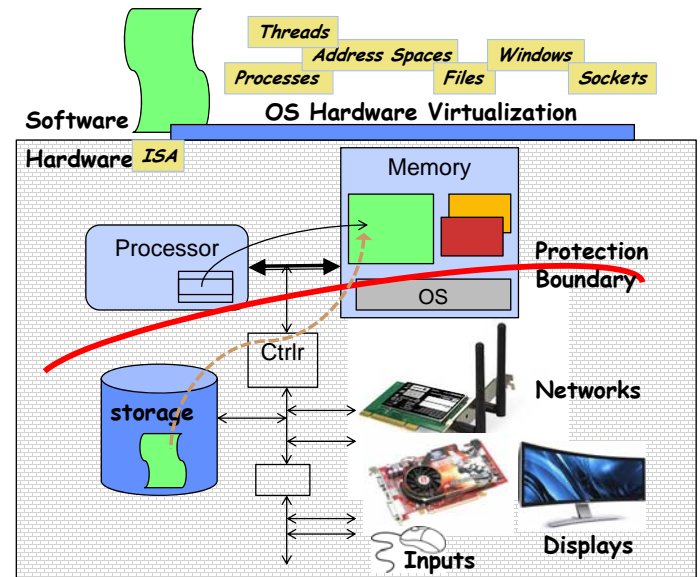 Threads
Address Spaces
Windows
Processes
Files
Sockets
OS Hardware Virtualization
Software
Hardware
ISA
Memory
Processor
Protection
Boundary
OS
Ctrlr
Networks
storage
Displays
Inputs